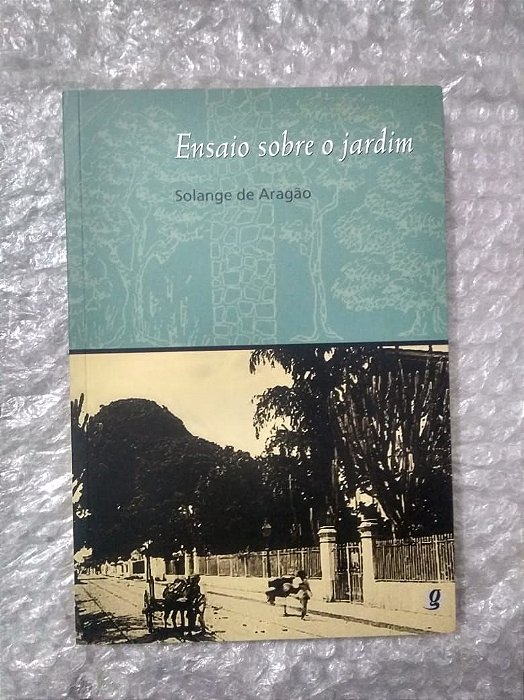 Ensaio sobre o jardim
Solange de Aragão
g